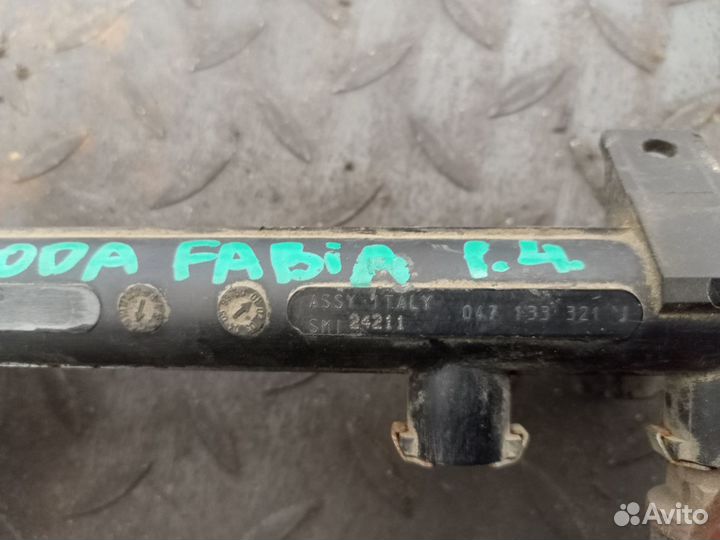 ODA FABiA 1.4
ASSY ITALY
SMI 24211 047 133 321 J
Avito